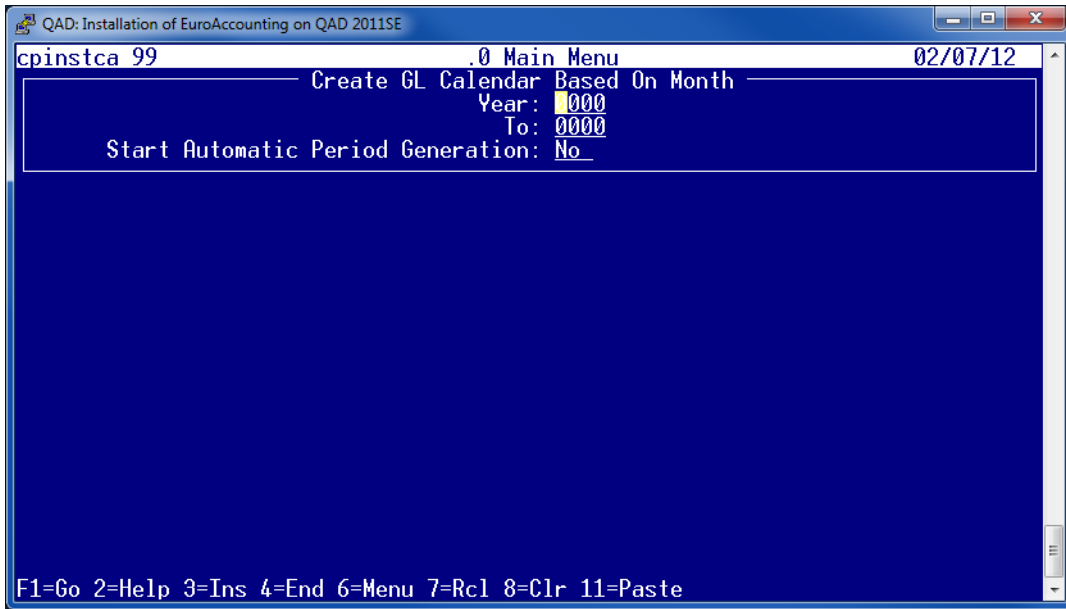 QAD: Installation of EuroAccounting on QAD 2011SE
cpinstca 99 .0 Main Menu 02/07/12
Create GL Calendar Based On Month
Year: 0000
To: 0000
Start Automatic Period Generation: No
F1=Go 2=Help 3=Ins 4=End 6=Menu 7=Rcl 8=Clr 11=Paste